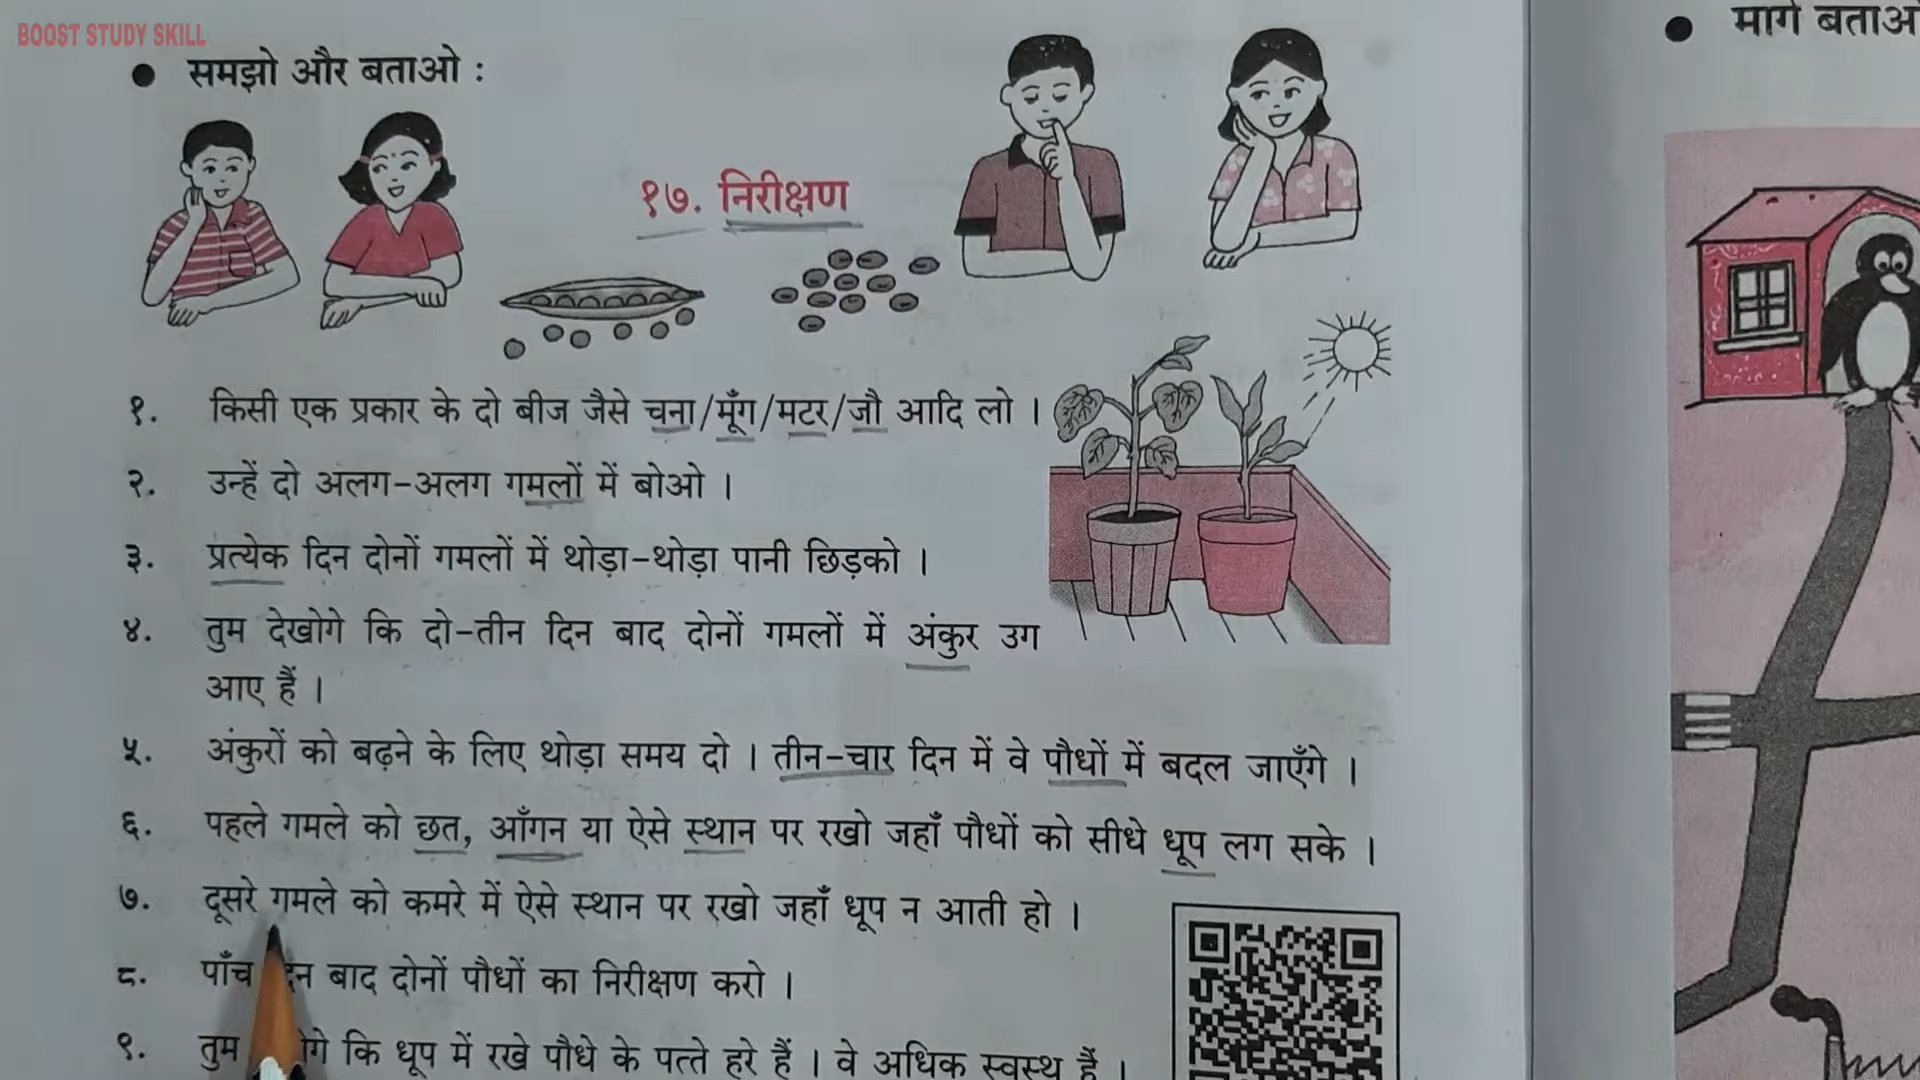 BOOST STUDY SKILL
● समझो और बताओ :
१७. निरीक्षण
१. किसी एक प्रकार के दो बीज जैसे चना/मूँग/मटर/जौ आदि लो ।
२. उन्हें दो अलग-अलग गमलों में बोओ ।
३. प्रत्येक दिन दोनों गमलों में थोड़ा-थोड़ा पानी छिड़को ।
४. तुम देखोगे कि दो-तीन दिन बाद दोनों गमलों में अंकुर उग
आए हैं ।
५. अंकुरों को बढ़ने के लिए थोड़ा समय दो । तीन-चार दिन में वे पौधों में बदल जाएँगे ।
६. पहले गमले को छत, आँगन या ऐसे स्थान पर रखो जहाँ पौधों को सीधे धूप लग सके ।
७. दूसरे गमले को कमरे में ऐसे स्थान पर रखो जहाँ धूप न आती हो ।
८. पाँच बाद दोनों पौधों का निरीक्षण करो ।
९. तुम कि धूप में रखे पौधे के पत्ते हरे हैं । वे अधिक स्वस्थ हैं ।
● मार्ग